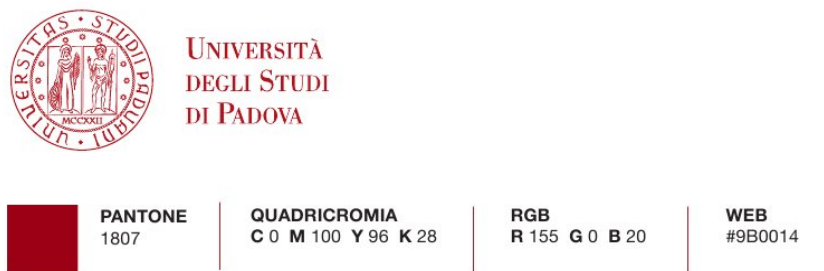 UNIVERSITAS · STUDII PADUANI ·
MCCXXII
UNIVERSITÀ
DEGLI STUDI
DI PADOVA
PANTONE
1807
QUADRICROMIA
C 0 M 100 Y 96 K 28
RGB
R 155 G 0 B 20
WEB
#9B0014